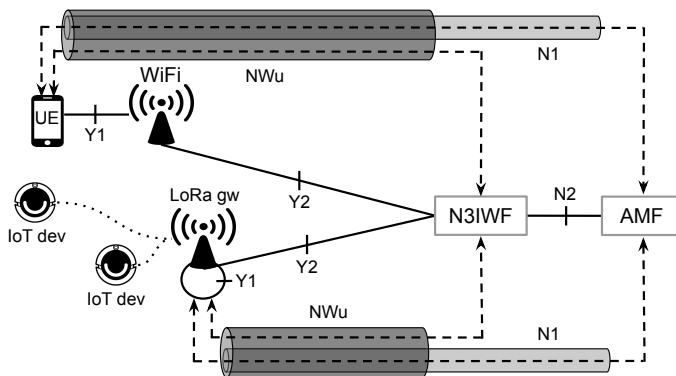 N1
NWu
WiFi
UE
Y1
Y2
N2
LoRa gw
N3IWF
AMF
IoT dev
Y2
IoT dev
Y1
NWu
N1